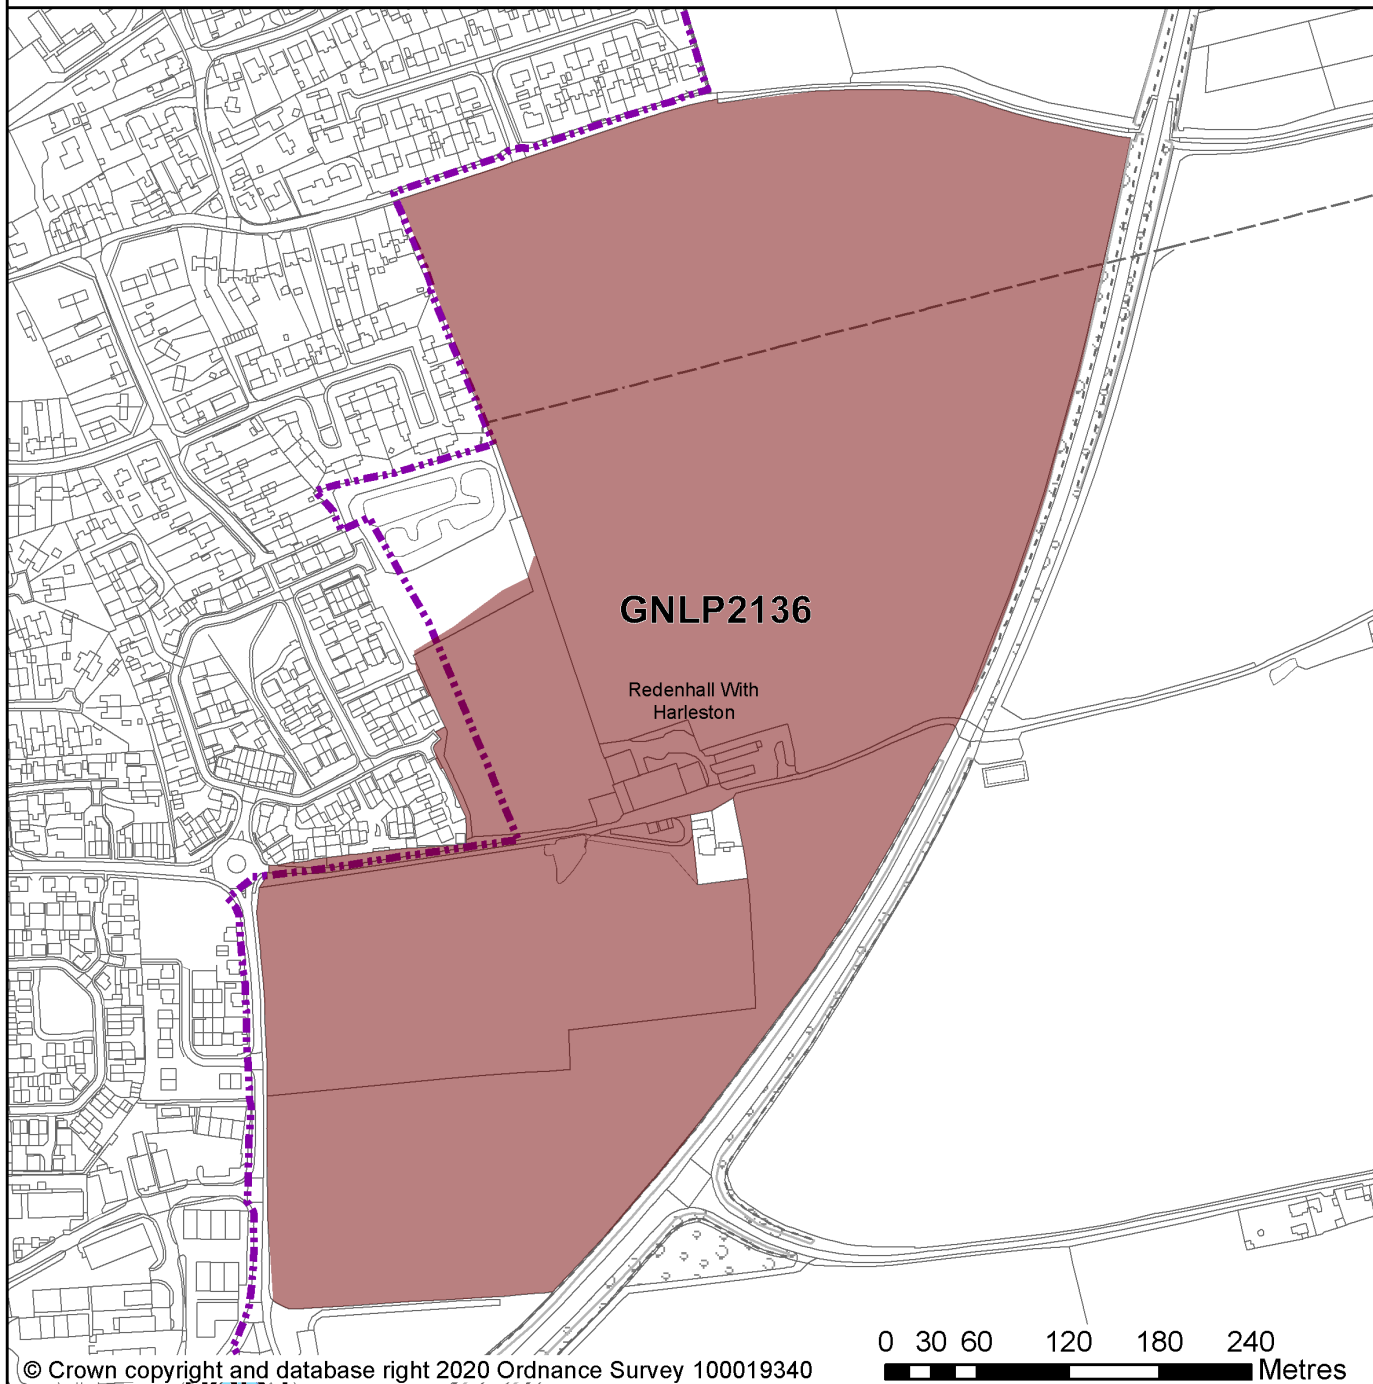 GNLP2136
Redenhall With
Harleston
0 30 60 120 180 240
Metres
© Crown copyright and database right 2020 Ordnance Survey 100019340